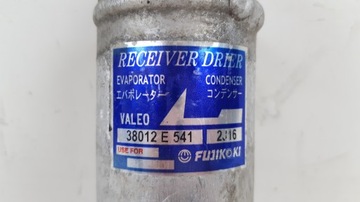 RECEIVER DRIER
EVAPORATOR CONDENSER
エバポレーター コンデンサー
VALEO
38012 E 541 2316
USE FOR
FUJIKOKI